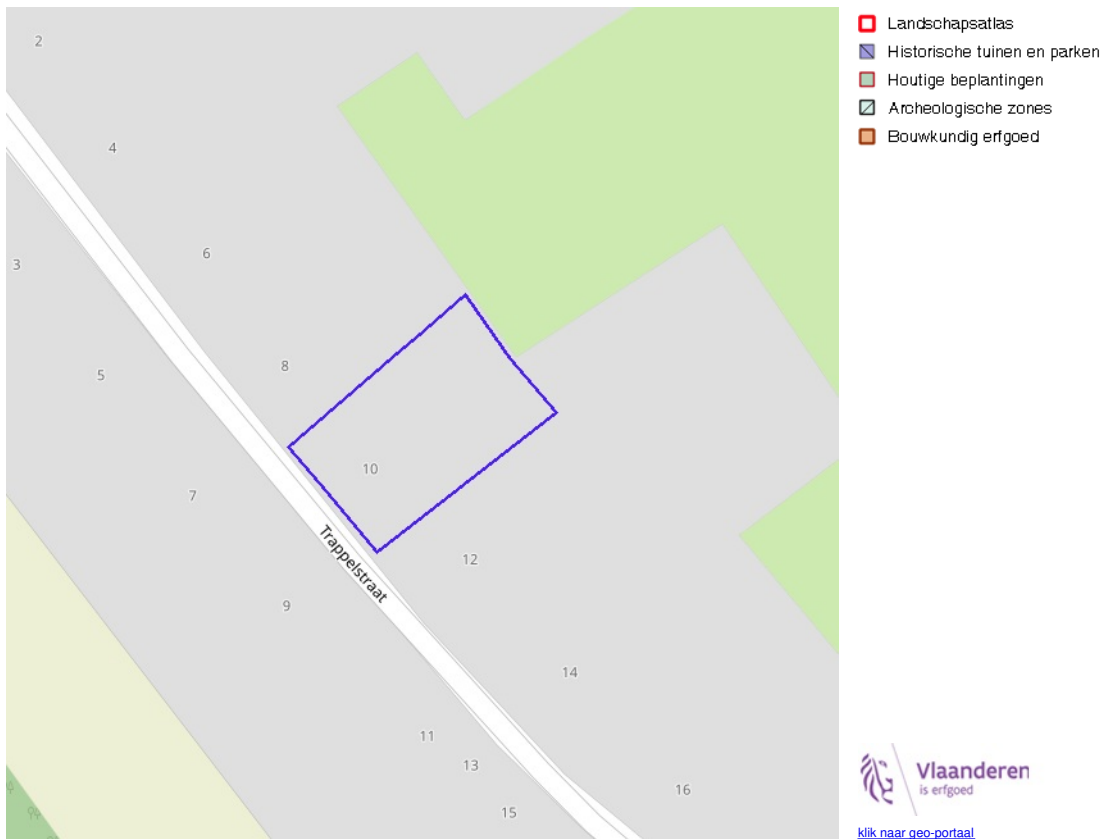 2
4
6
3
8
5
10
7
Trappelstraat
12
9
14
11
13
16
15
Landschapsatlas
Historische tuinen en parken
Houtige beplantingen
Archeologische zones
Bouwkundig erfgoed
Vlaanderen
is erfgoed
klik naar geo-portaal